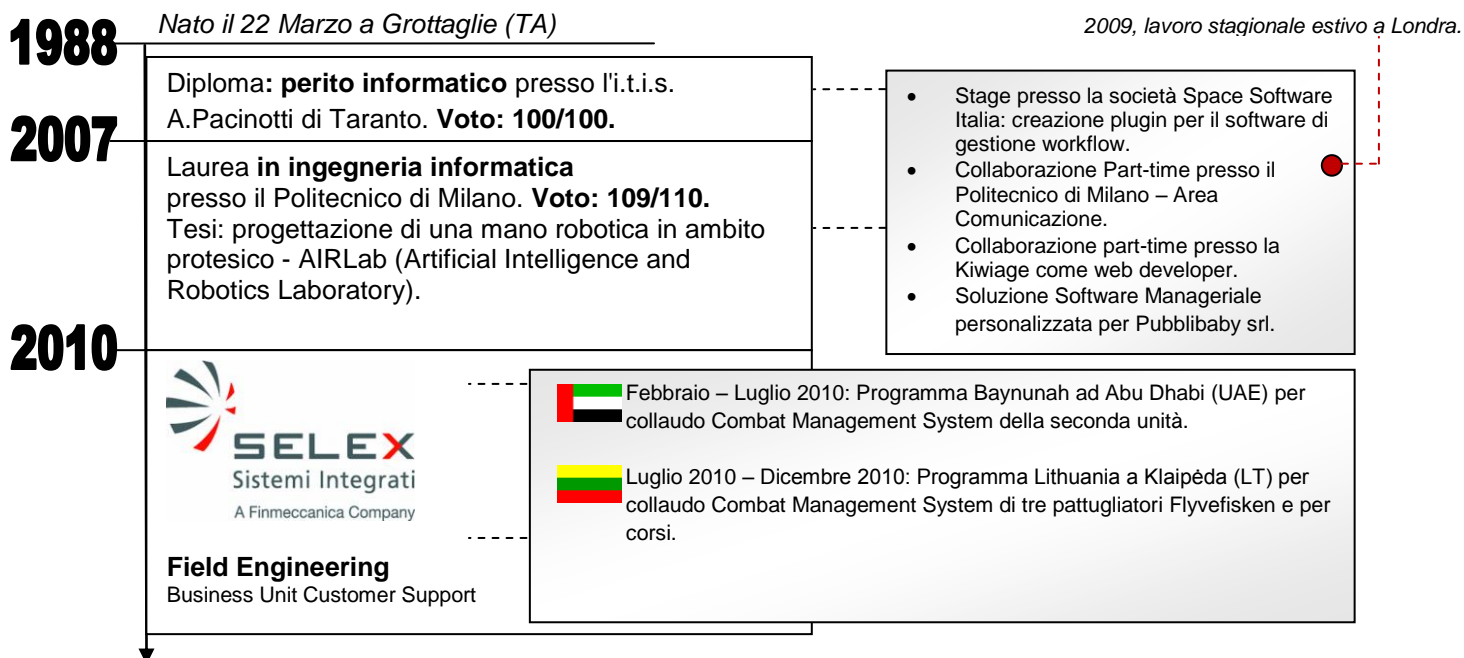 1988
Nato il 22 Marzo a Grottaglie (TA)
2009, lavoro stagionale estivo a Londra.
Diploma: perito informatico presso l'i.t.i.s.
A.Pacinotti di Taranto. Voto: 100/100.
2007
Laurea in ingegneria informatica
presso il Politecnico di Milano. Voto: 109/110.
Tesi: progettazione di una mano robotica in ambito
protesico - AIRLab (Artificial Intelligence and
Robotics Laboratory).
• Stage presso la società Space Software
Italia: creazione plugin per il software di
gestione workflow.
• Collaborazione Part-time presso il
Politecnico di Milano – Area
Comunicazione.
• Collaborazione part-time presso la
Kiwiage come web developer.
• Soluzione Software Manageriale
personalizzata per Pubblibaby srl.
2010
SELEX
Sistemi Integrati
A Finmeccanica Company
Field Engineering
Business Unit Customer Support
Febbraio – Luglio 2010: Programma Baynunah ad Abu Dhabi (UAE) per
collaudo Combat Management System della seconda unità.
Luglio 2010 – Dicembre 2010: Programma Lithuania a Klaipėda (LT) per
collaudo Combat Management System di tre pattugliatori Flyvefisken e per
corsi.